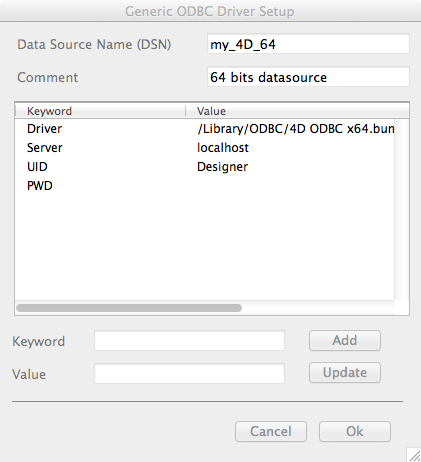 Generic ODBC Driver Setup
Data Source Name (DSN) my_4D_64
Comment 64 bits datasource
Keyword Value
Driver /Library/ODBC/4D ODBC x64.bun
Server localhost
UID Designer
PWD
Keyword Add
Value Update
Cancel Ok